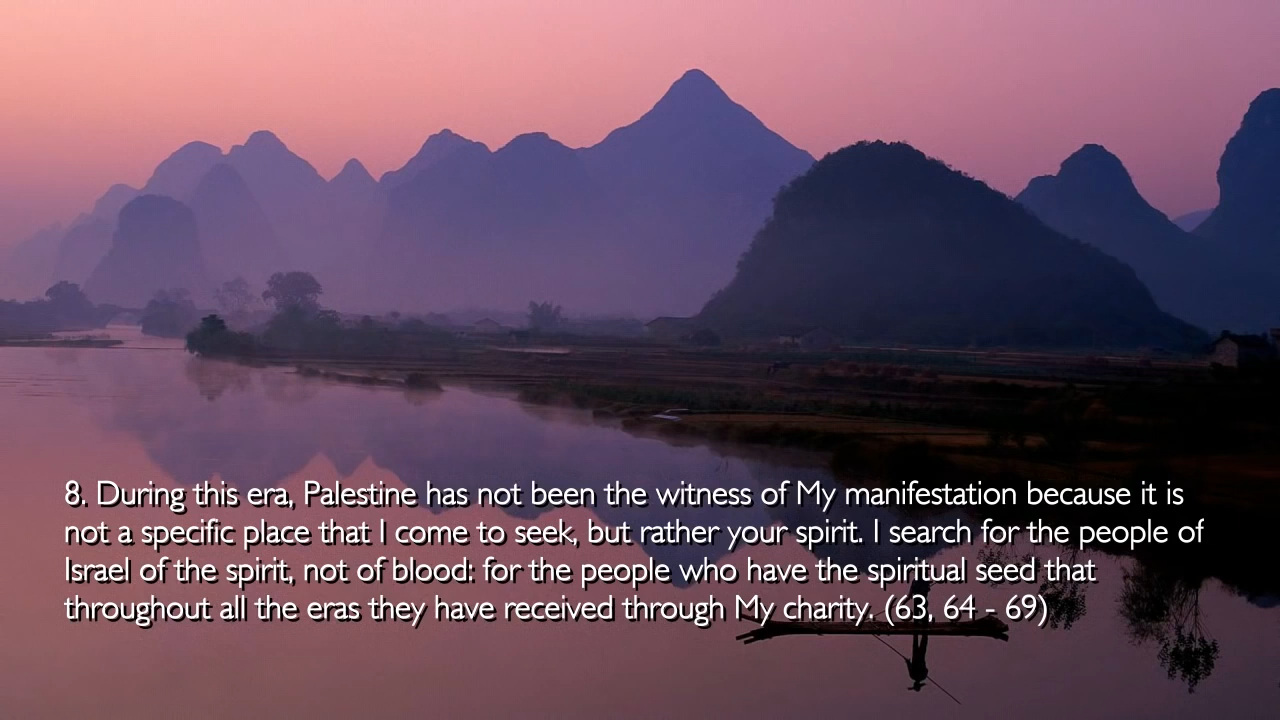 8. During this era, Palestine has not been the witness of My manifestation because it is
not a specific place that I come to seek, but rather your spirit. I search for the people of
Israel of the spirit, not of blood: for the people who have the spiritual seed that
throughout all the eras they have received through My charity. (63, 64 - 69)